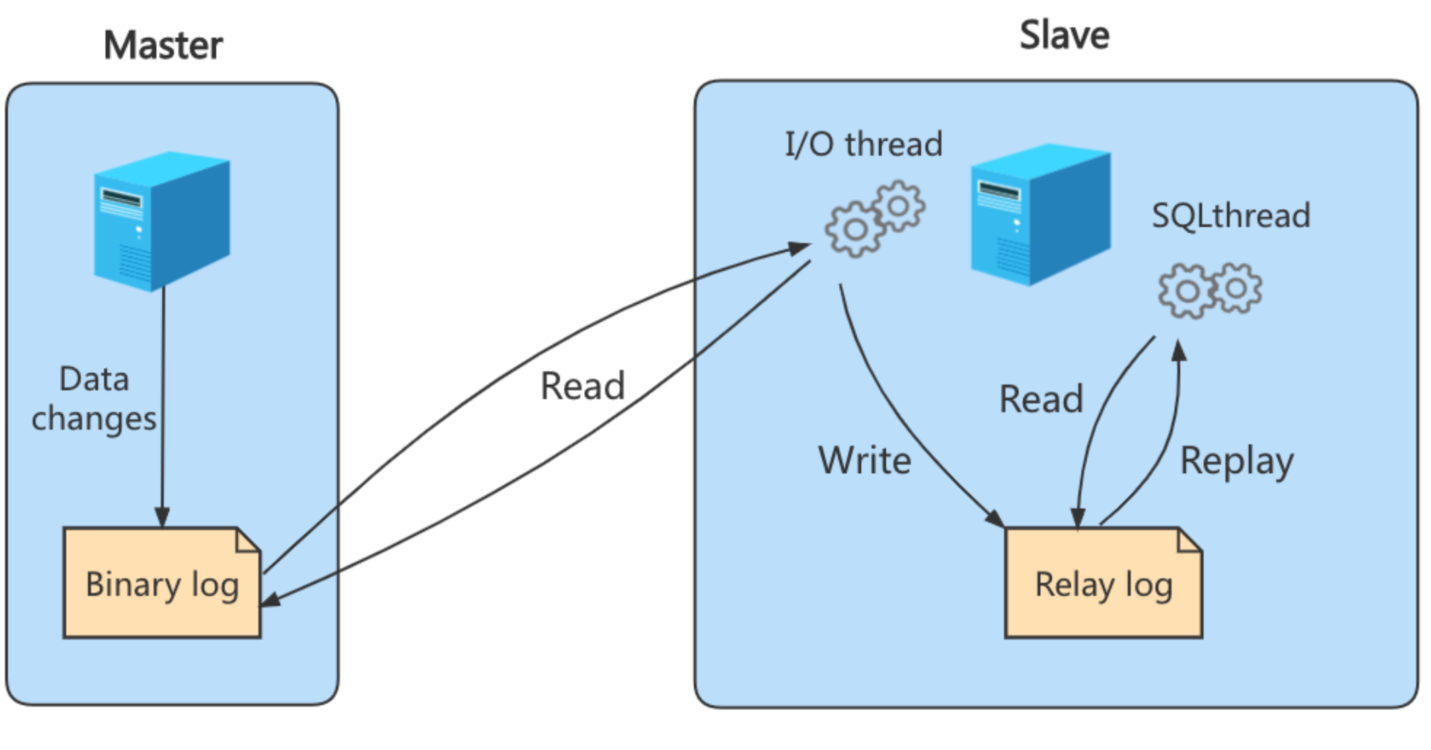 Master
Slave
I/O thread
SQLthread
Data
changes
Read
Read
Write
Replay
Binary log
Relay log